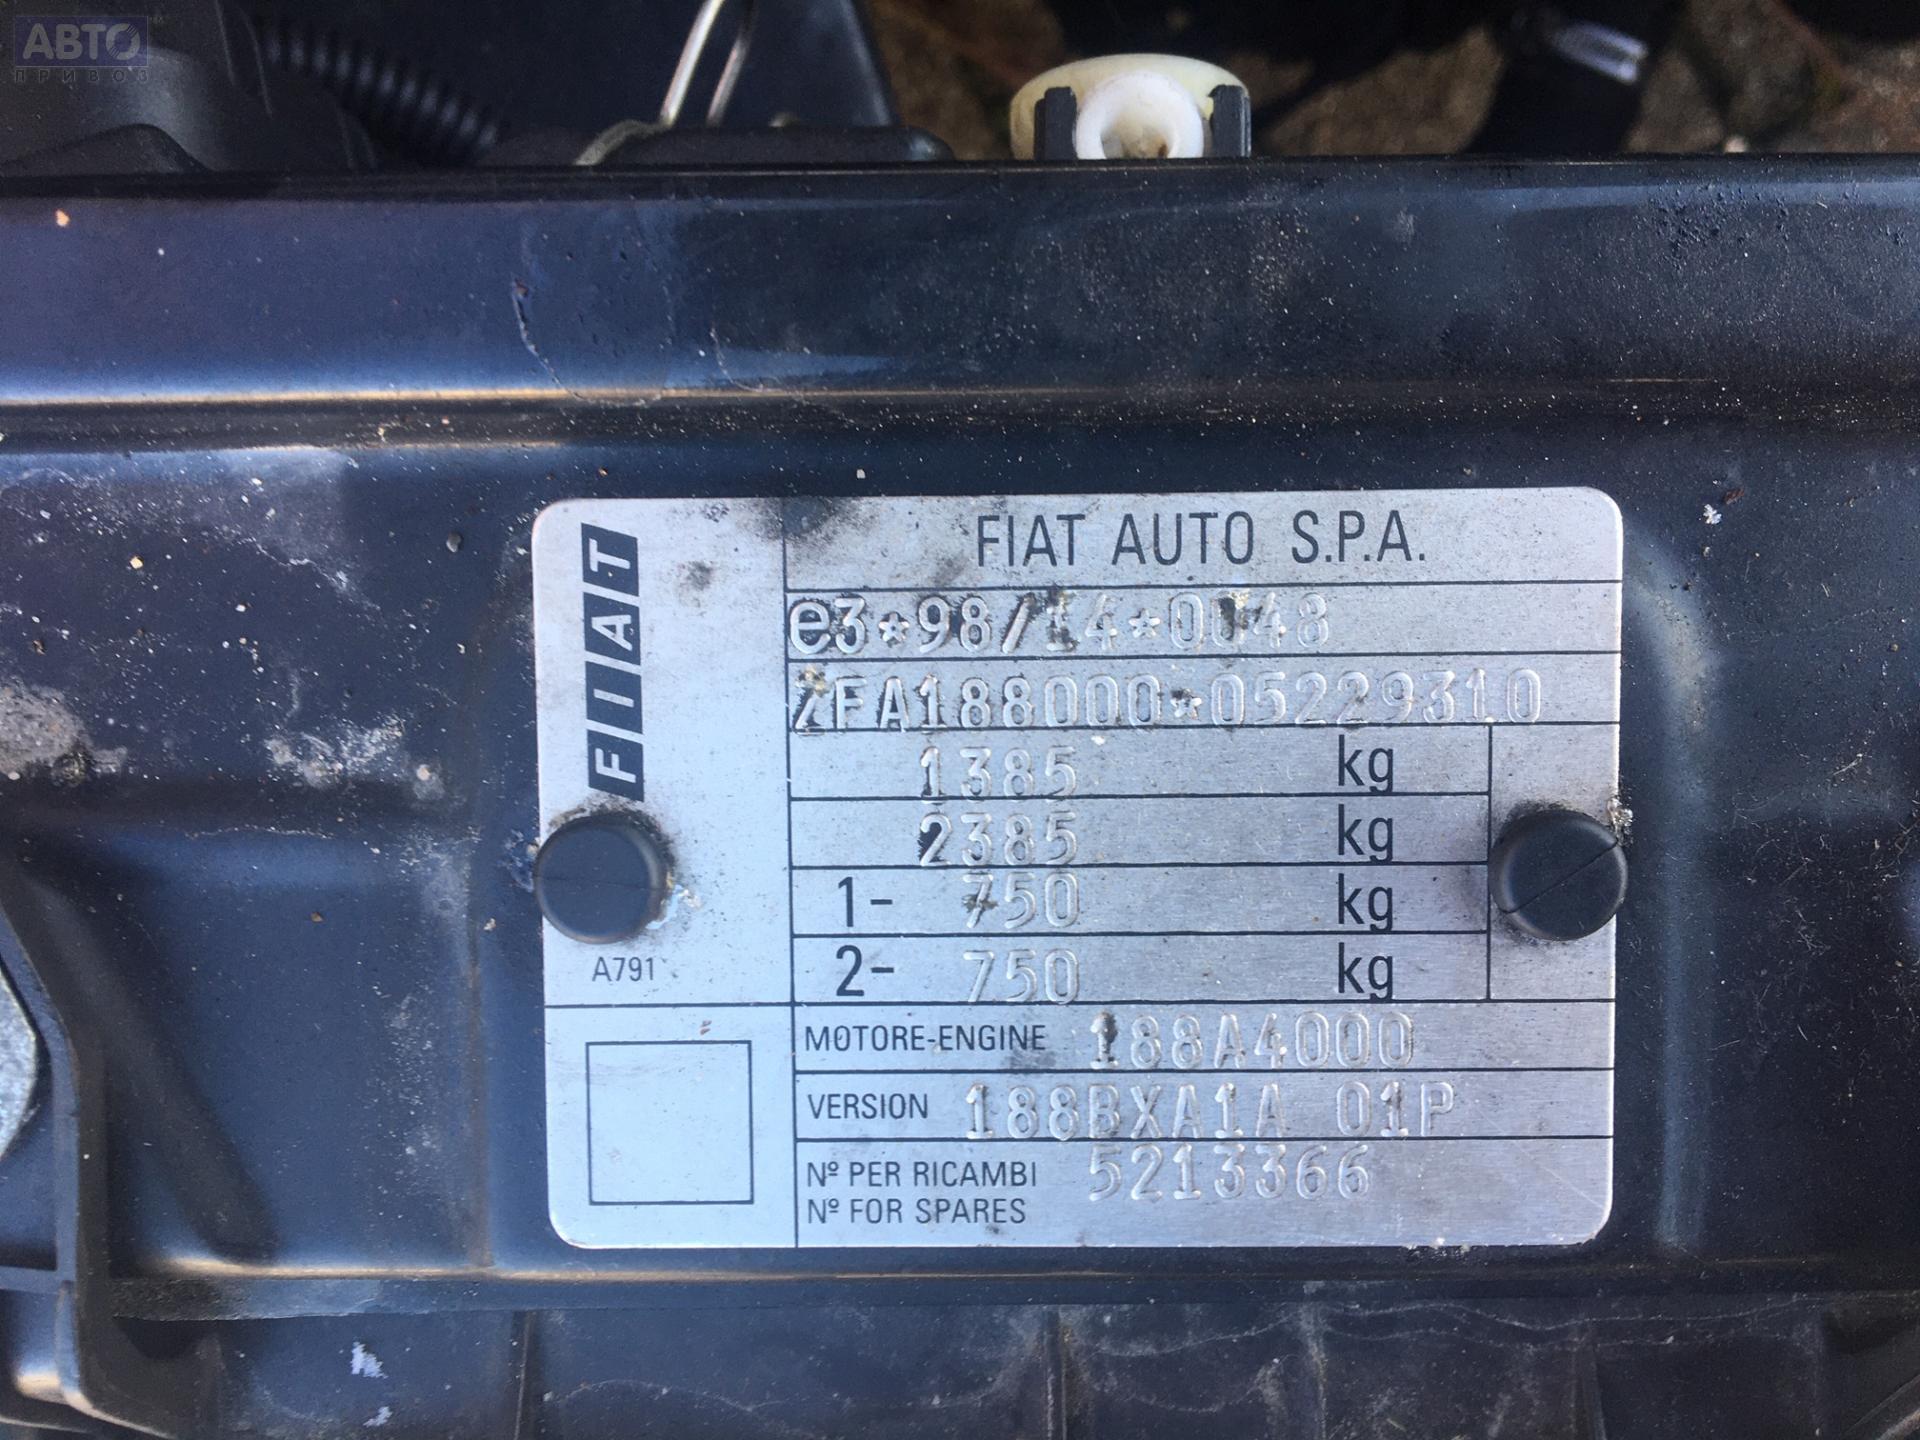 АВТО
ПРИВОЗ
FIAT
FIAT AUTO S.P.A.
e3*98/14*0048
ZFA188000*05229310
1385 kg
2385 kg
1- 750 kg
2- 750 kg
A791
MOTORE-ENGINE 188A4000
VERSION 188BXA1A 01P
Nº PER RICAMBI 5213366
Nº FOR SPARES